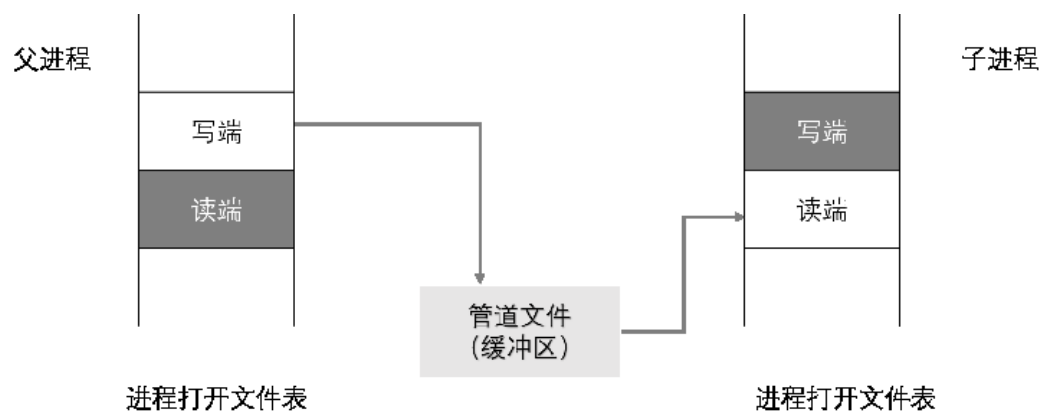 父进程
子进程
写端
写端
读端
读端
管道文件
(缓冲区)
进程打开文件表
进程打开文件表